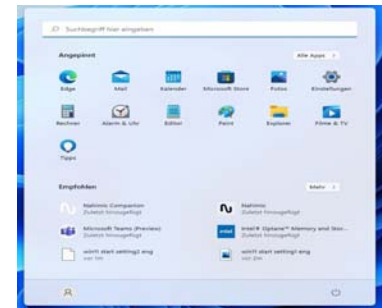 Suchbegriff hier eingeben
Angepinnt
Alle Apps >
Edge
Mail
Kalender
Microsoft Store
Fotos
Einstellungen
Rechner
Alarm & Uhr
Editor
Paint
Explorer
Filme & TV
Tipps
Empfohlen
Mehr >
Nahimic Companion
Zuletzt hinzugefügt
Nahimic
Zuletzt hinzugefügt
Microsoft Teams (Preview)
Zuletzt hinzugefügt
intel
Intel® Optane™ Memory and Stor...
Zuletzt hinzugefügt
win11 start setting2 eng
vor 1m
win11 start setting1 eng
vor 2m